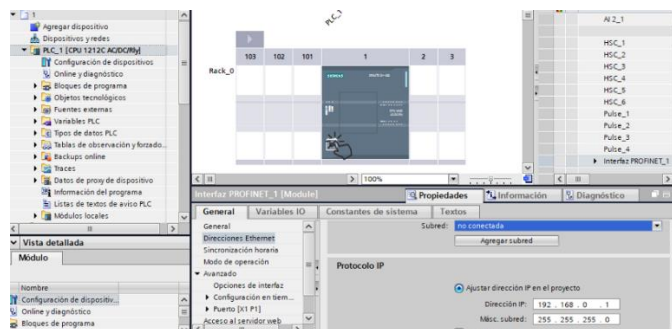 1
Agregar dispositivo
Dispositivos y redes
PLC_1 [CPU 1212C AC/DC/Rly]
Configuración de dispositivos
Online y diagnóstico
Bloques de programa
Objetos tecnológicos
Fuentes externas
Variables PLC
Tipos de datos PLC
Tablas de observación y forzado...
Backups online
Traces
Datos de proxy de dispositivo
Información del programa
Listas de textos de aviso PLC
Módulos locales
Vista detallada
Módulo
Nombre
Configuración de dispositiv...
Online y diagnóstico
Bloques de programa
PLC_1
103 102 101 1 2 3
Rack_0
SIEMENS
100%
AI 2_1
HSC_1
HSC_2
HSC_3
HSC_4
HSC_5
HSC_6
Pulse_1
Pulse_2
Pulse_3
Pulse_4
Interfaz PROFINET_1
Interfaz PROFINET_1 [Module]
Propiedades Información Diagnóstico
General Variables IO Constantes de sistema Textos
General
Direcciones Ethernet
Sincronización horaria
Modo de operación
Avanzado
Opciones de interfaz
Configuración en tiem...
Puerto [X1 P1]
Acceso al servidor web
Subred: no conectada
Agregar subred
Protocolo IP
Ajustar dirección IP en el proyecto
Dirección IP: 192 . 168 . 0 . 1
Másc. subred: 255 . 255 . 255 . 0